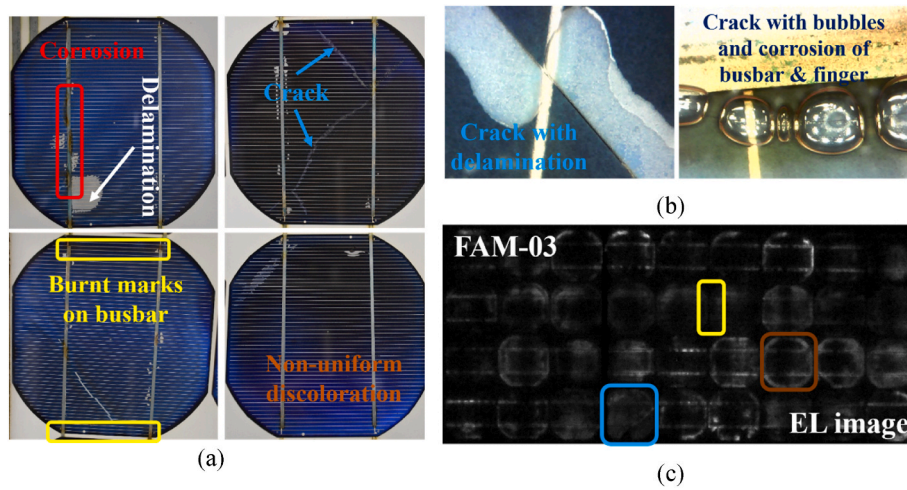 Corrosion
Delamination
Crack
Burnt marks
on busbar
Non-uniform
discoloration
(a)
Crack with
delamination
Crack with bubbles
and corrosion of
busbar & finger
(b)
FAM-03
EL image
(c)